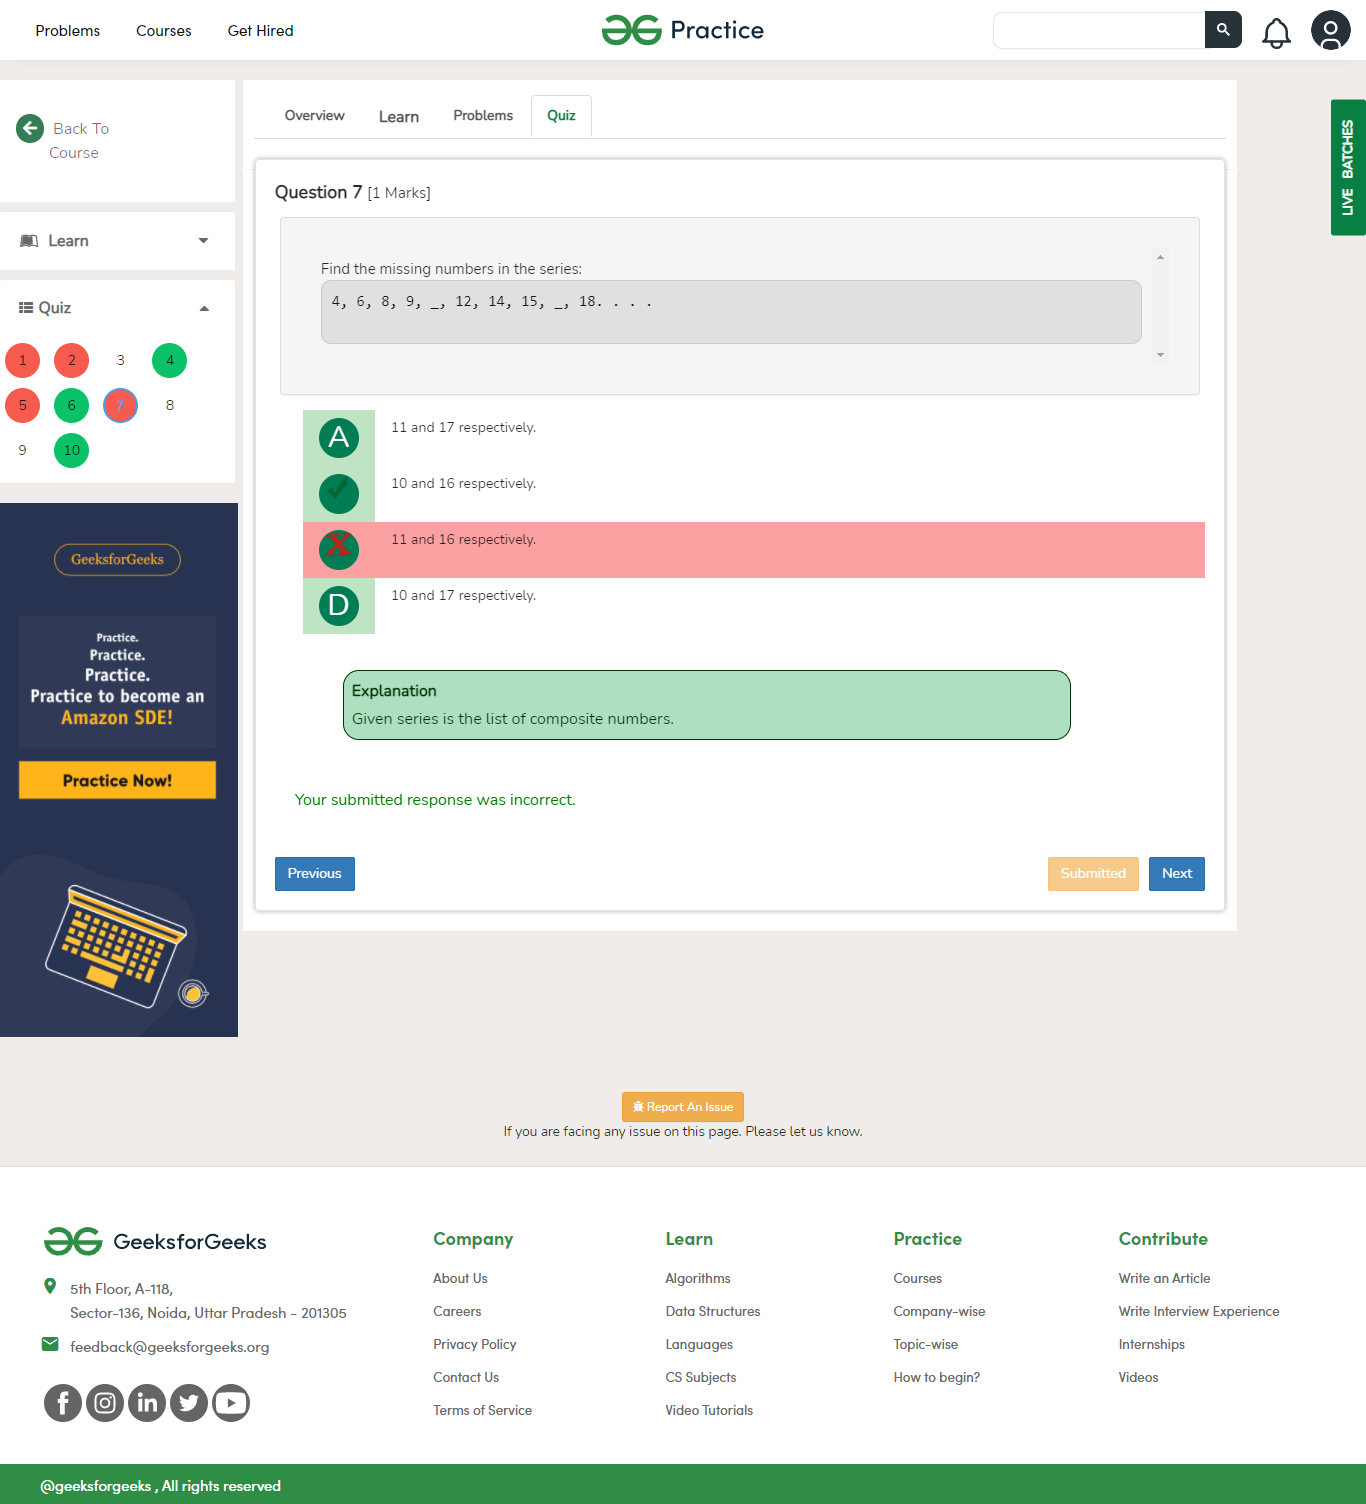 Problems
Courses
Get Hired
Practice
Back To
Course
Learn
Quiz
1
2
3
4
5
6
7
8
9
10
GeeksforGeeks
Practice.
Practice.
Practice.
Practice to become an
Amazon SDE!
Practice Now!
Overview
Learn
Problems
Quiz
Question 7 [1 Marks]
Find the missing numbers in the series:
4, 6, 8, 9, _, 12, 14, 15, _, 18. . . .
A
11 and 17 respectively.
10 and 16 respectively.
X
11 and 16 respectively.
D
10 and 17 respectively.
Explanation
Given series is the list of composite numbers.
Your submitted response was incorrect.
Previous
Submitted
Next
LIVE BATCHES
Report An Issue
If you are facing any issue on this page. Please let us know.
GeeksforGeeks
5th Floor, A-118,
Sector-136, Noida, Uttar Pradesh - 201305
feedback@geeksforgeeks.org
Company
About Us
Careers
Privacy Policy
Contact Us
Terms of Service
Learn
Algorithms
Data Structures
Languages
CS Subjects
Video Tutorials
Practice
Courses
Company-wise
Topic-wise
How to begin?
Contribute
Write an Article
Write Interview Experience
Internships
Videos
@geeksforgeeks , All rights reserved